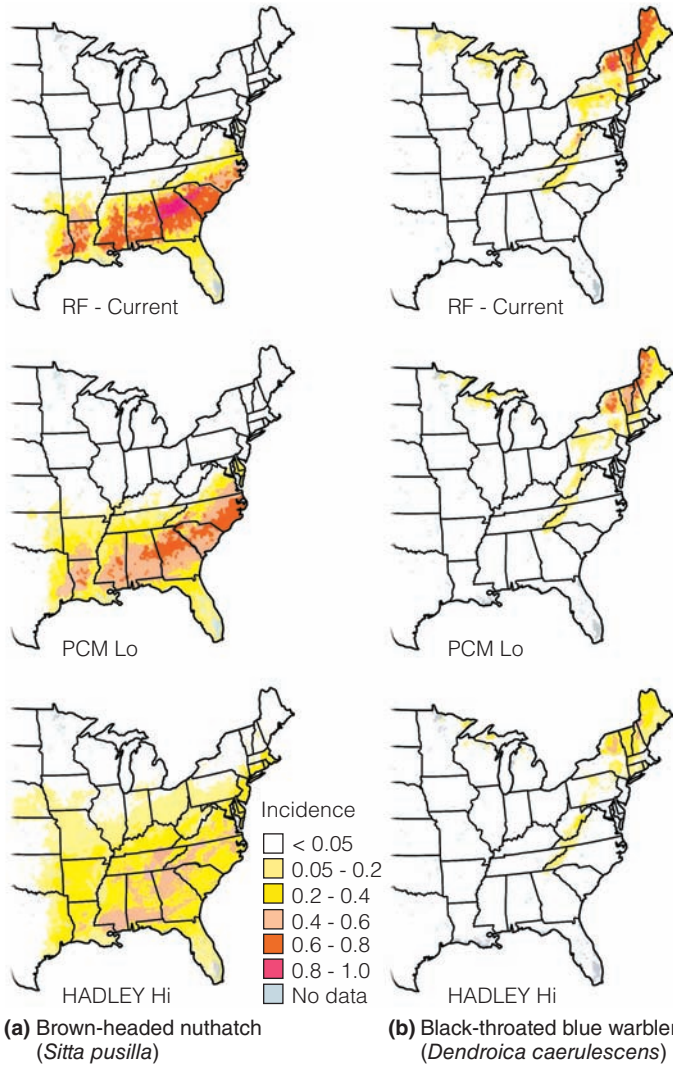 RF - Current
RF - Current
PCM Lo
PCM Lo
Incidence
< 0.05
0.05 - 0.2
0.2 - 0.4
0.4 - 0.6
0.6 - 0.8
0.8 - 1.0
No data
HADLEY Hi
HADLEY Hi
(a) Brown-headed nuthatch
(Sitta pusilla)
(b) Black-throated blue warbler
(Dendroica caerulescens)